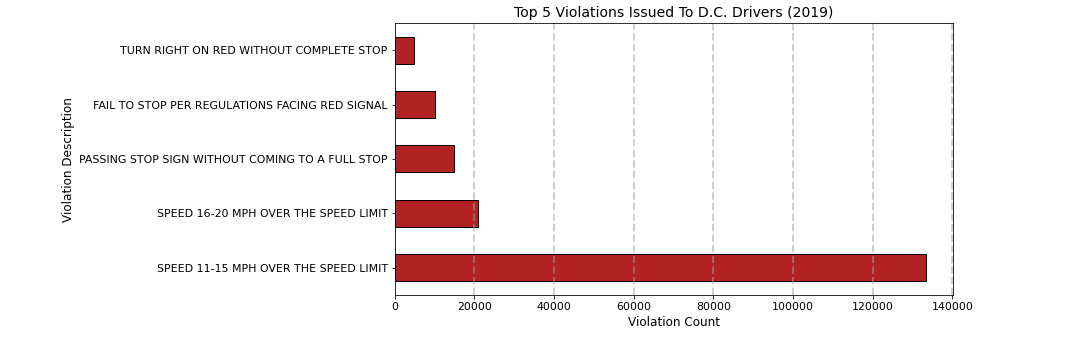 Top 5 Violations Issued To D.C. Drivers (2019)
Violation Description
TURN RIGHT ON RED WITHOUT COMPLETE STOP
FAIL TO STOP PER REGULATIONS FACING RED SIGNAL
PASSING STOP SIGN WITHOUT COMING TO A FULL STOP
SPEED 16-20 MPH OVER THE SPEED LIMIT
SPEED 11-15 MPH OVER THE SPEED LIMIT
0 20000 40000 60000 80000 100000 120000 140000
Violation Count